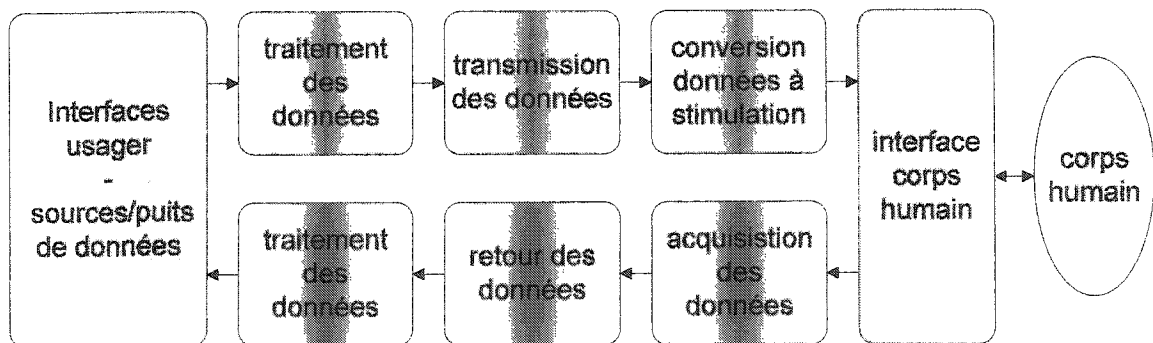 Interfaces
usager
-
sources/puits
de données
traitement
des
données
transmission
des données
conversion
données à
stimulation
traitement
des
données
retour des
données
acquisistion
des
données
interface
corps
humain
corps
humain